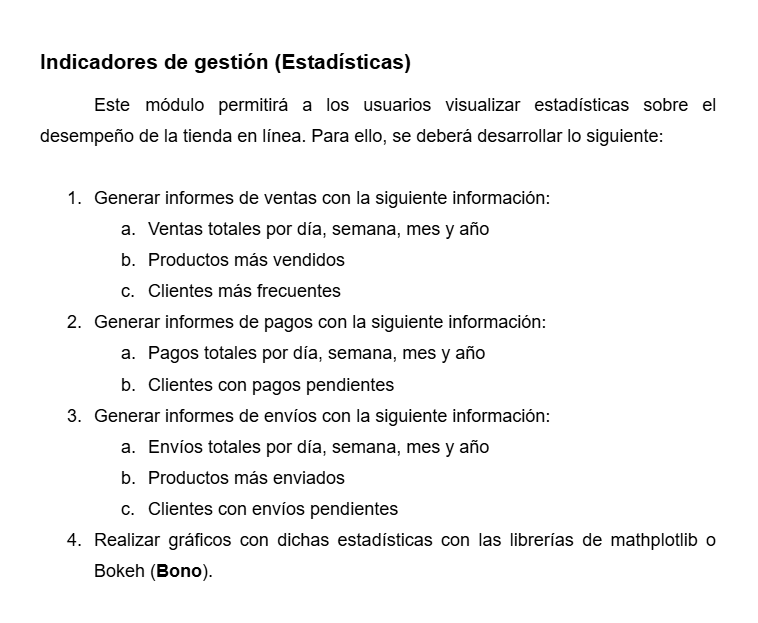 Indicadores de gestión (Estadísticas)
Este módulo permitirá a los usuarios visualizar estadísticas sobre el
desempeño de la tienda en línea. Para ello, se deberá desarrollar lo siguiente:
1. Generar informes de ventas con la siguiente información:
a. Ventas totales por día, semana, mes y año
b. Productos más vendidos
c. Clientes más frecuentes
2. Generar informes de pagos con la siguiente información:
a. Pagos totales por día, semana, mes y año
b. Clientes con pagos pendientes
3. Generar informes de envíos con la siguiente información:
a. Envíos totales por día, semana, mes y año
b. Productos más enviados
c. Clientes con envíos pendientes
4. Realizar gráficos con dichas estadísticas con las librerías de mathplotlib o
Bokeh (Bono).